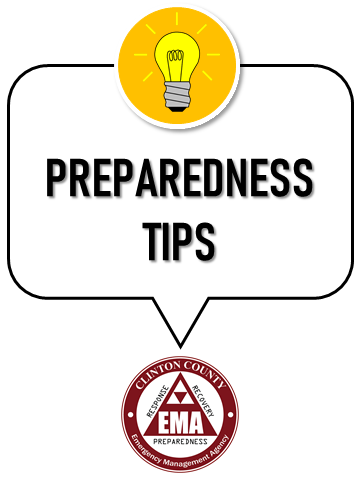 PREPAREDNESS
TIPS
CLINTON COUNTY
RESPONSE
RECOVERY
EMA
PREPAREDNESS
Emergency Management Agency